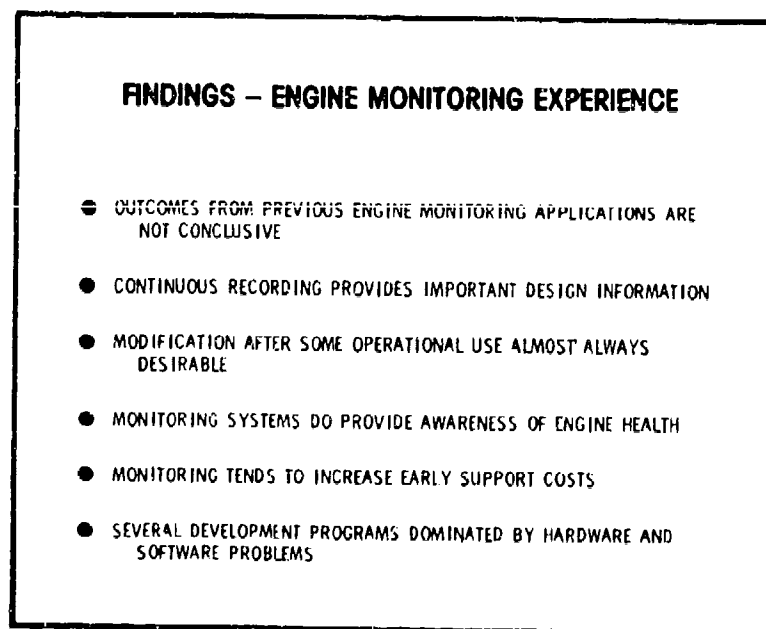 FINDINGS – ENGINE MONITORING EXPERIENCE
● OUTCOMES FROM PREVIOUS ENGINE MONITORING APPLICATIONS ARE
NOT CONCLUSIVE
● CONTINUOUS RECORDING PROVIDES IMPORTANT DESIGN INFORMATION
● MODIFICATION AFTER SOME OPERATIONAL USE ALMOST ALWAYS
DESIRABLE
● MONITORING SYSTEMS DO PROVIDE AWARENESS OF ENGINE HEALTH
● MONITORING TENDS TO INCREASE EARLY SUPPORT COSTS
● SEVERAL DEVELOPMENT PROGRAMS DOMINATED BY HARDWARE AND
SOFTWARE PROBLEMS